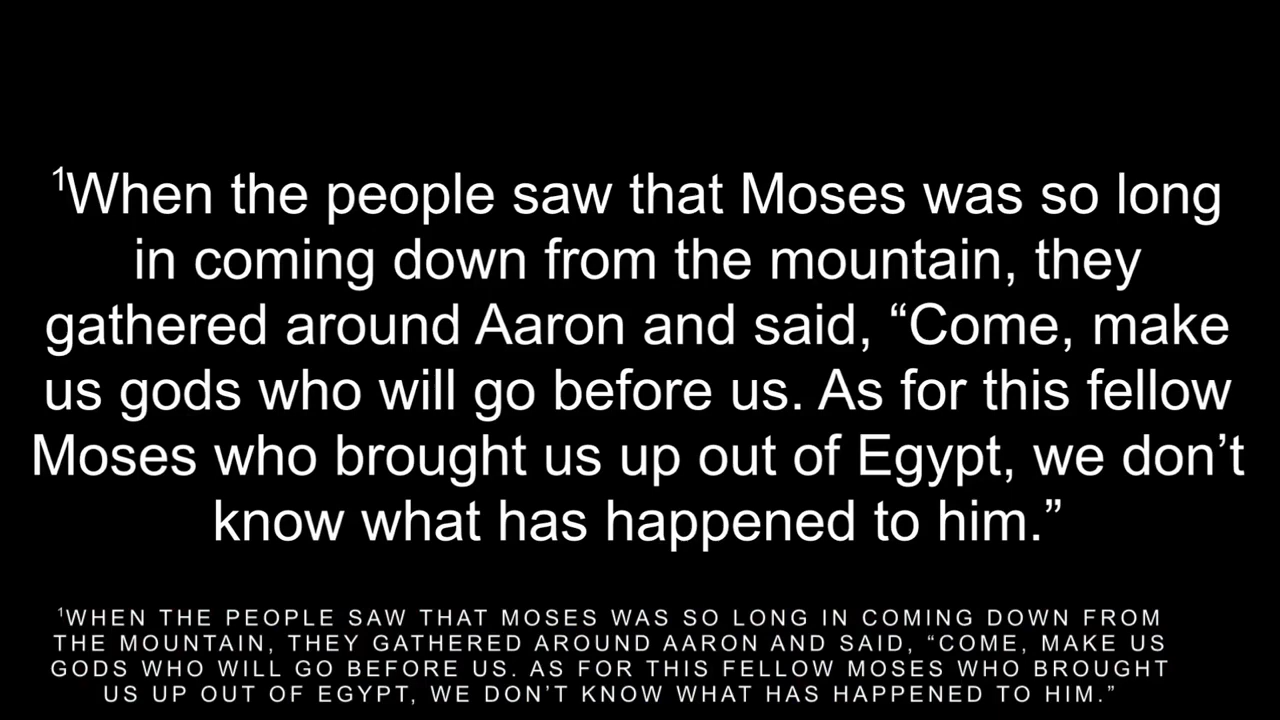 ¹When the people saw that Moses was so long
in coming down from the mountain, they
gathered around Aaron and said, “Come, make
us gods who will go before us. As for this fellow
Moses who brought us up out of Egypt, we don’t
know what has happened to him.”
¹WHEN THE PEOPLE SAW THAT MOSES WAS SO LONG IN COMING DOWN FROM
THE MOUNTAIN, THEY GATHERED AROUND AARON AND SAID, “COME, MAKE US
GODS WHO WILL GO BEFORE US. AS FOR THIS FELLOW MOSES WHO BROUGHT
US UP OUT OF EGYPT, WE DON’T KNOW WHAT HAS HAPPENED TO HIM.”